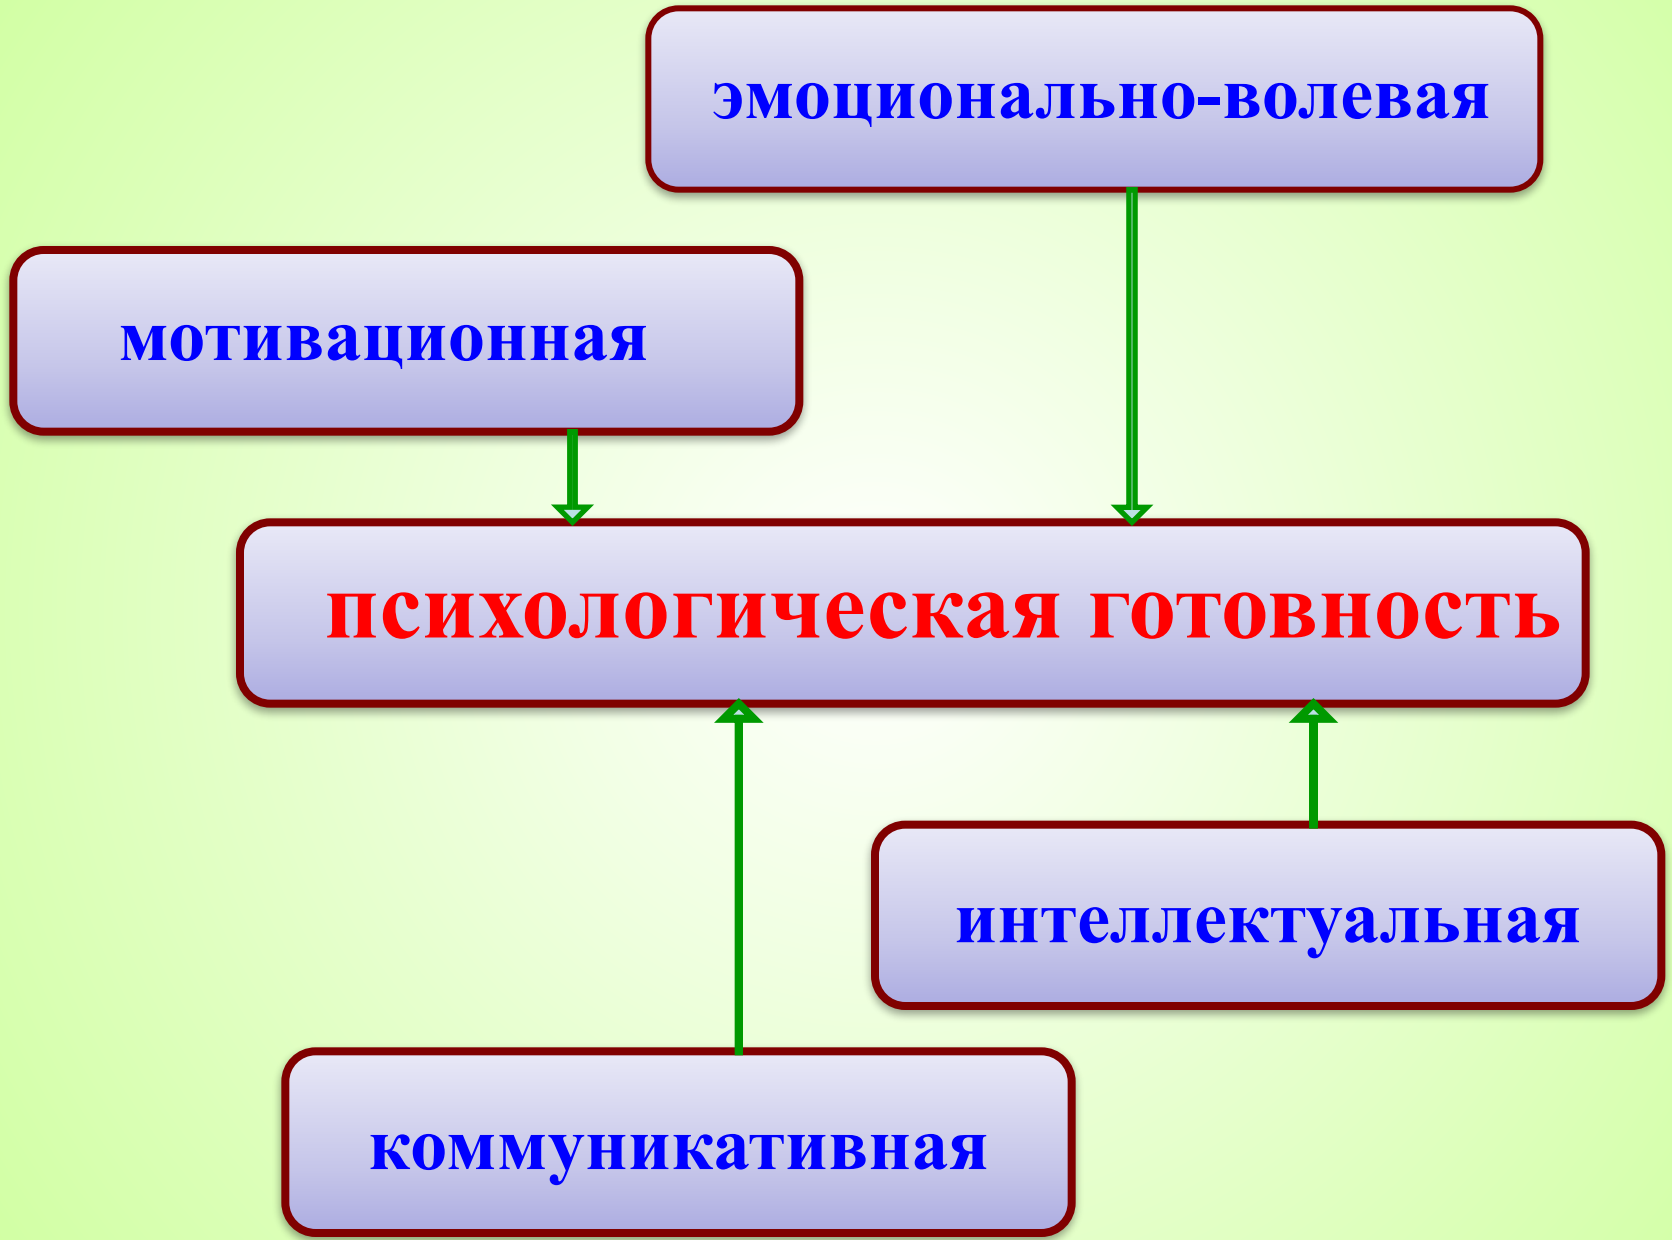 эмоционально-волевая
мотивационная
психологическая готовность
интеллектуальная
коммуникативная